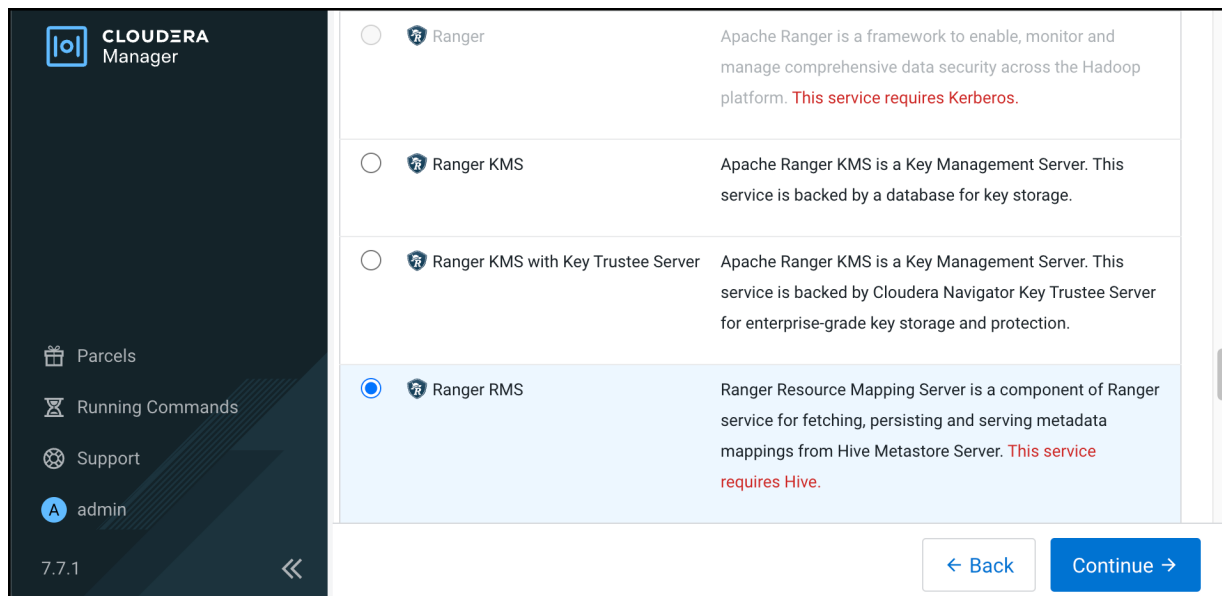 CLOUDERA
Manager
Parcels
Running Commands
Support
A admin
7.7.1
Ranger
Apache Ranger is a framework to enable, monitor and
manage comprehensive data security across the Hadoop
platform. This service requires Kerberos.
Ranger KMS
Apache Ranger KMS is a Key Management Server. This
service is backed by a database for key storage.
Ranger KMS with Key Trustee Server
Apache Ranger KMS is a Key Management Server. This
service is backed by Cloudera Navigator Key Trustee Server
for enterprise-grade key storage and protection.
Ranger RMS
Ranger Resource Mapping Server is a component of Ranger
service for fetching, persisting and serving metadata
mappings from Hive Metastore Server. This service
requires Hive.
← Back
Continue →